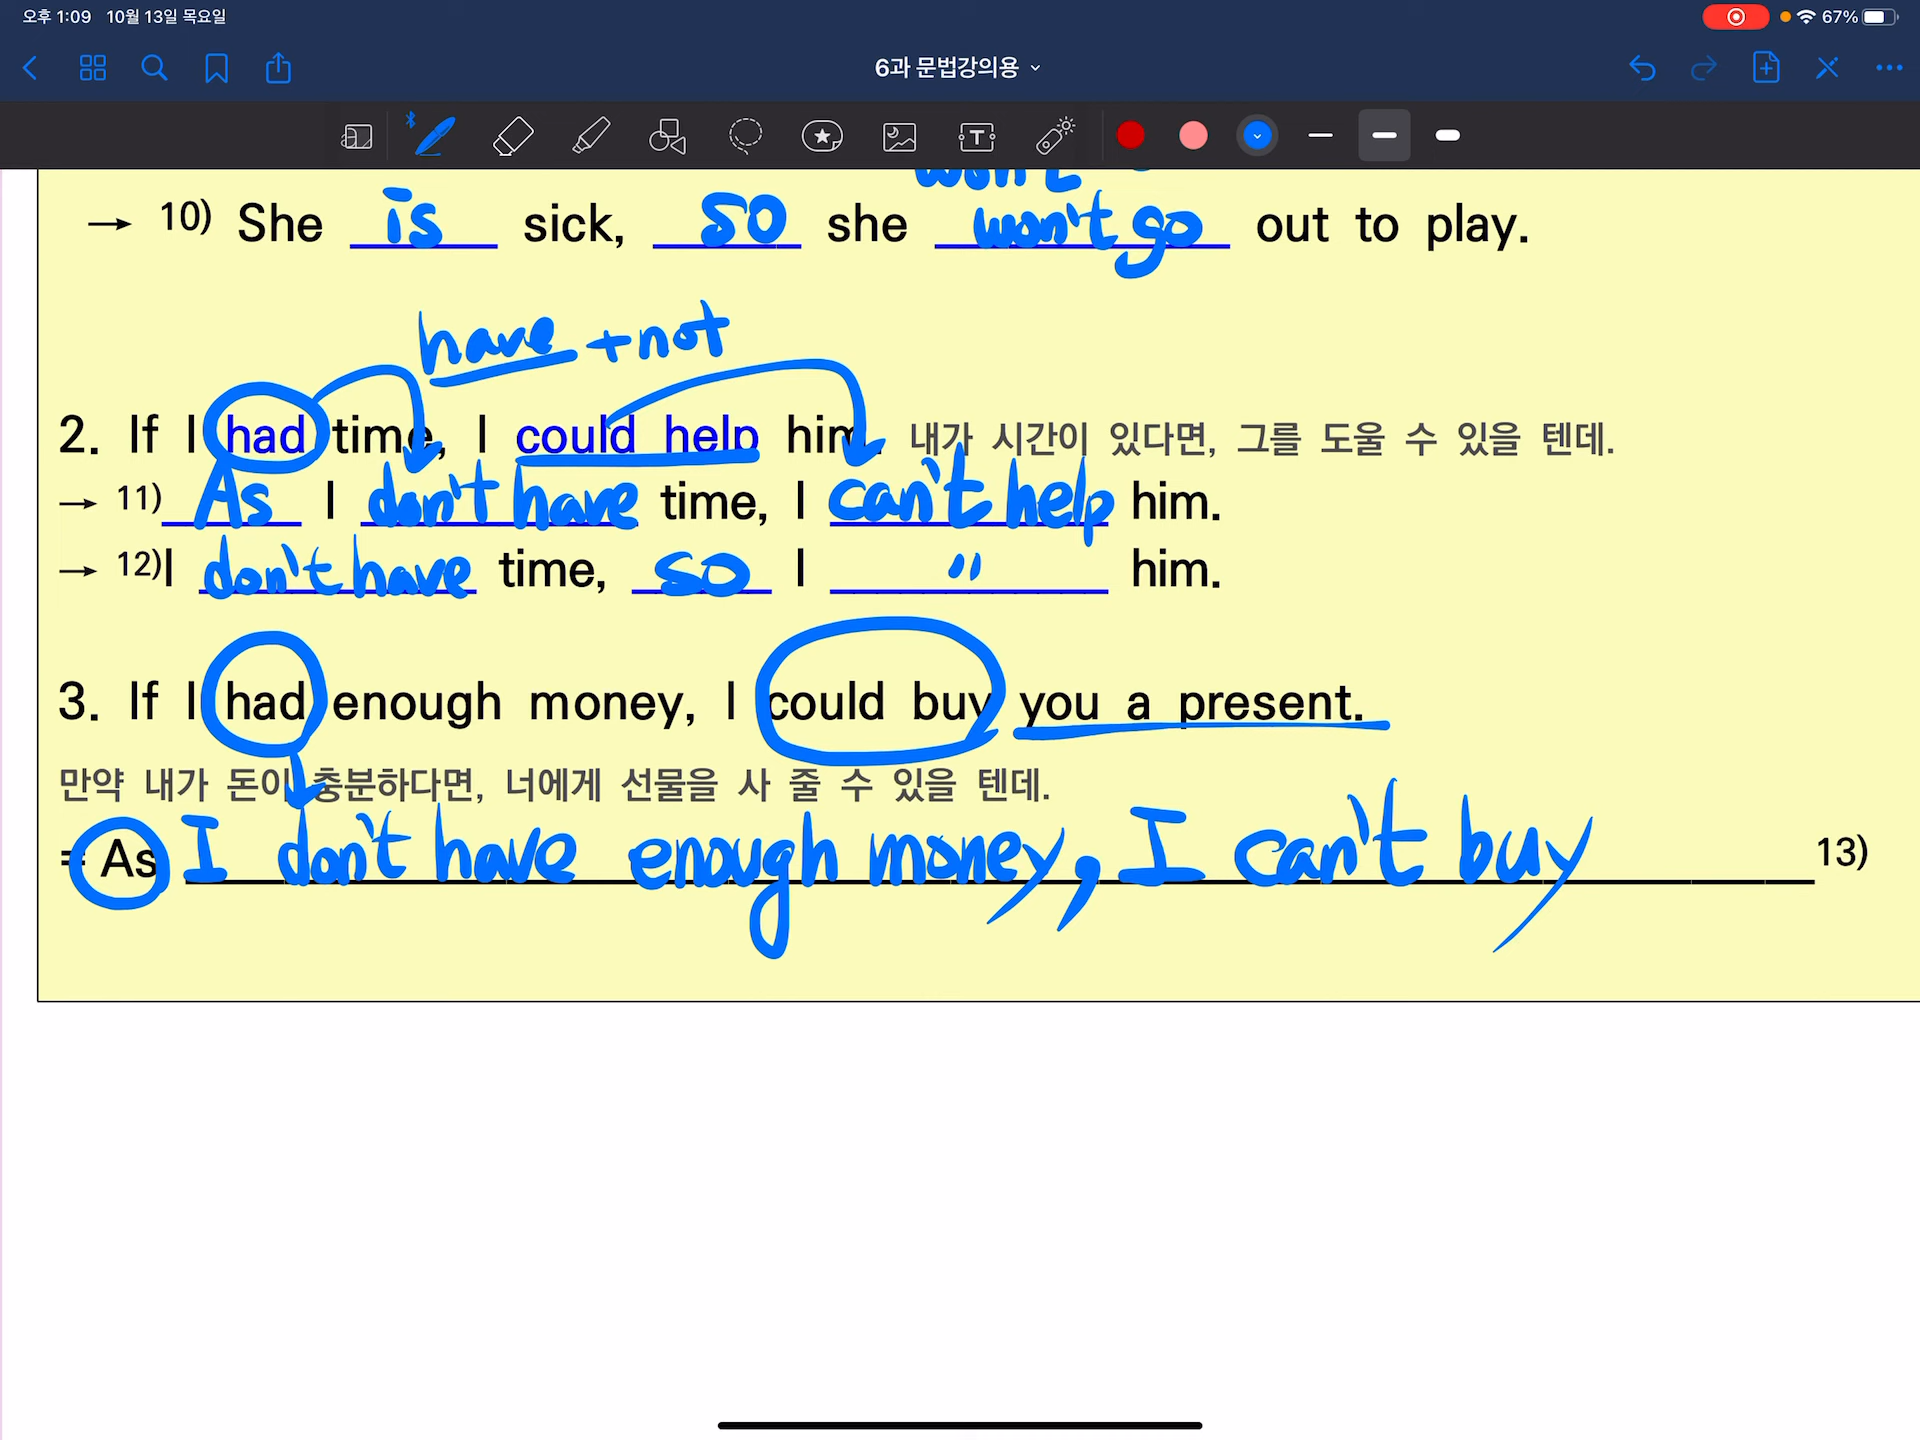 오후 1:09 10월 13일 목요일 67%
6과 문법강의용
won't
→ 10) She is sick, so she won't go out to play.
have + not
2. If I had time, I could help him. 내가 시간이 있다면, 그를 도울 수 있을 텐데.
→ 11) As I don't have time, I can't help him.
→ 12) I don't have time, so I " him.
3. If I had enough money, I could buy you a present.
만약 내가 돈이 충분하다면, 너에게 선물을 사 줄 수 있을 텐데.
= As I don't have enough money, I can't buy 13)